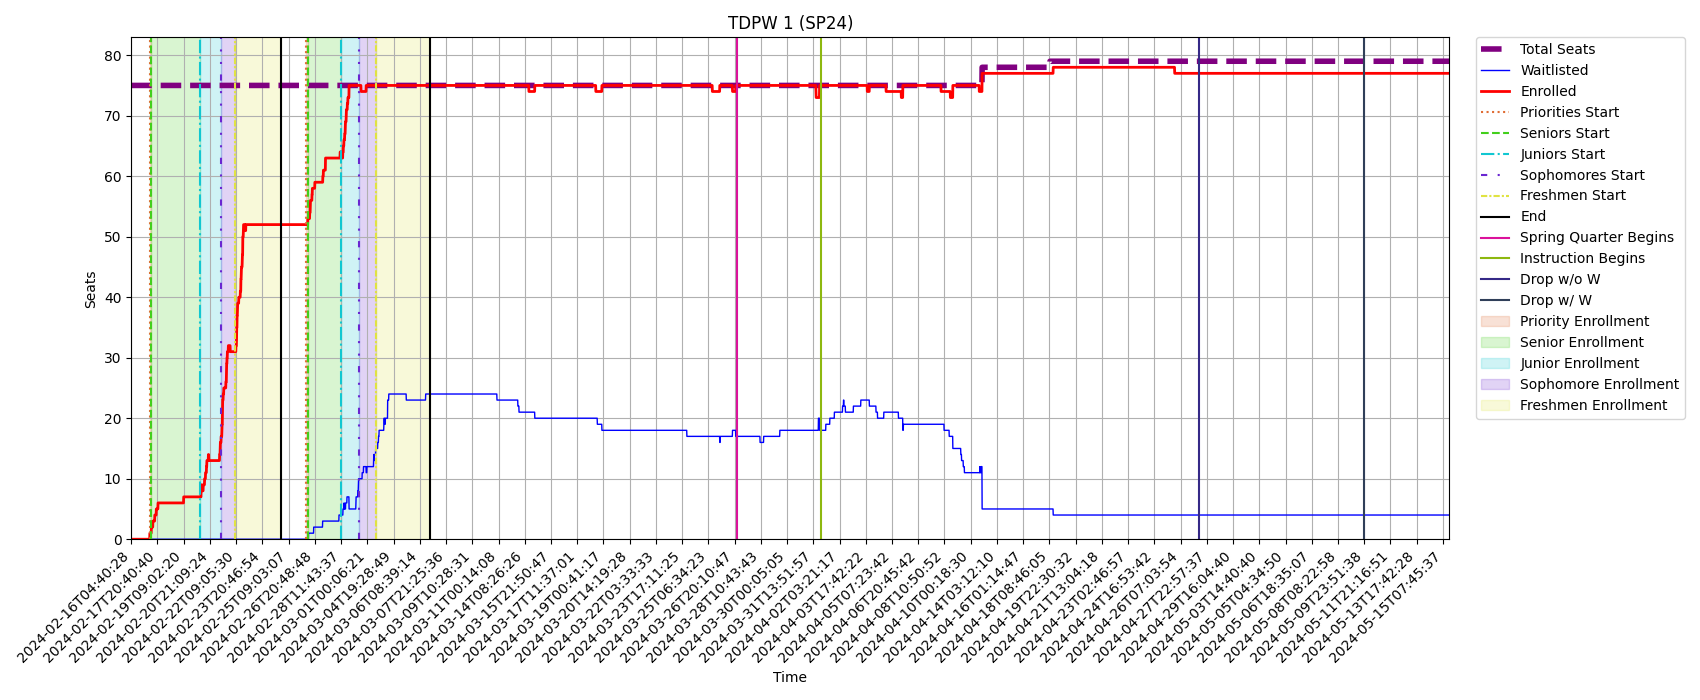 TDPW 1 (SP24)
Seats
80
70
60
50
40
30
20
10
0
2024-02-16T04:40:28
2024-02-17T20:40:40
2024-02-19T09:02:20
2024-02-20T21:09:24
2024-02-22T09:05:30
2024-02-23T20:46:54
2024-02-25T09:03:07
2024-02-26T20:48:48
2024-02-28T11:43:37
2024-03-01T00:06:21
2024-03-04T19:28:49
2024-03-06T08:39:14
2024-03-07T21:25:36
2024-03-11T00:28:31
2024-03-11T00:14:08
2024-03-14T08:26:26
2024-03-15T21:50:47
2024-03-17T11:37:01
2024-03-19T00:41:17
2024-03-20T14:19:28
2024-03-22T03:33:33
2024-03-23T17:11:25
2024-03-25T06:34:23
2024-03-26T20:10:47
2024-03-28T10:43:43
2024-03-30T00:05:05
2024-03-31T13:51:57
2024-04-02T03:21:17
2024-04-03T17:42:22
2024-04-05T07:23:42
2024-04-06T20:45:42
2024-04-08T10:50:52
2024-04-10T00:18:30
2024-04-14T03:12:10
2024-04-16T01:14:47
2024-04-18T08:46:05
2024-04-19T22:30:32
2024-04-21T13:04:18
2024-04-23T02:46:57
2024-04-24T16:53:42
2024-04-26T07:03:54
2024-04-27T22:57:37
2024-04-29T16:04:40
2024-05-03T14:40:40
2024-05-05T04:34:50
2024-05-06T18:35:07
2024-05-08T08:22:58
2024-05-09T23:51:38
2024-05-11T21:16:51
2024-05-13T17:42:28
2024-05-15T07:45:37
Time
Total Seats
Waitlisted
Enrolled
Priorities Start
Seniors Start
Juniors Start
Sophomores Start
Freshmen Start
End
Spring Quarter Begins
Instruction Begins
Drop w/o W
Drop w/ W
Priority Enrollment
Senior Enrollment
Junior Enrollment
Sophomore Enrollment
Freshmen Enrollment